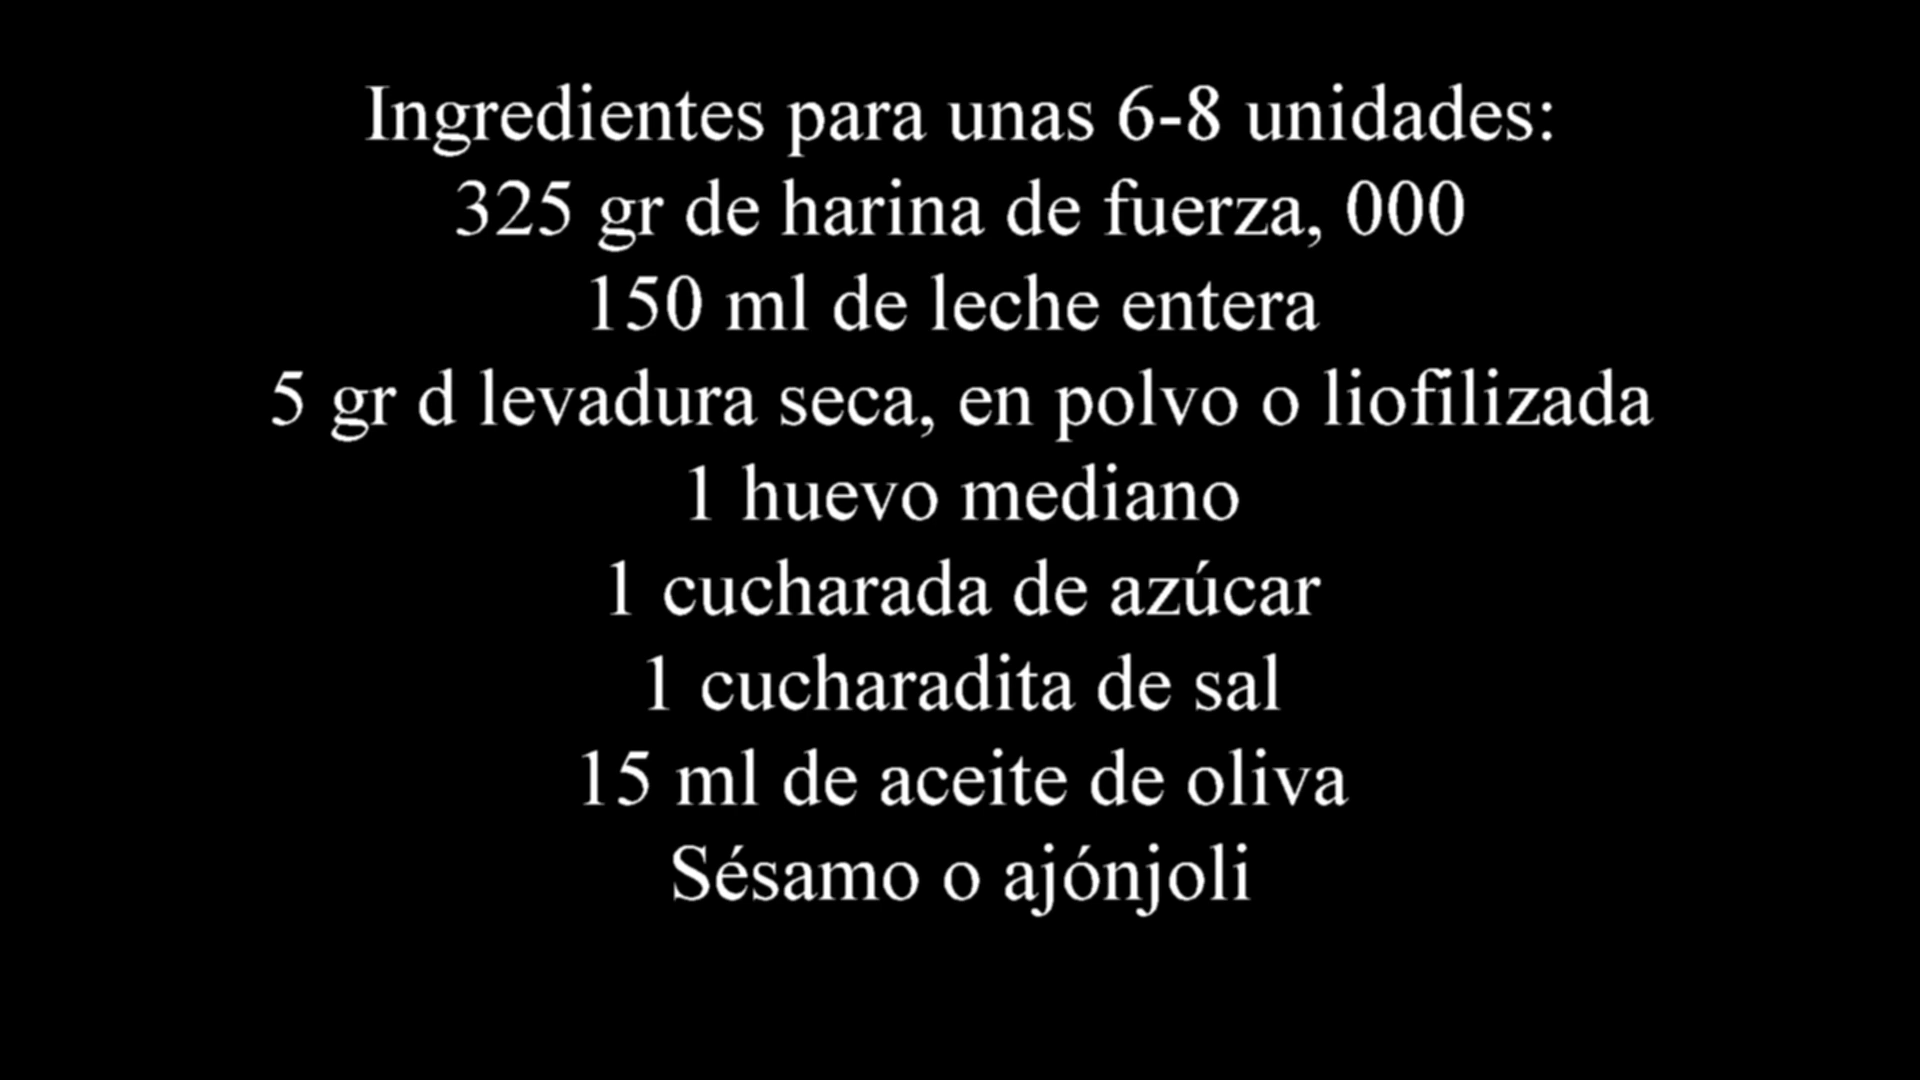 Ingredientes para unas 6-8 unidades:
325 gr de harina de fuerza, 000
150 ml de leche entera
5 gr d levadura seca, en polvo o liofilizada
1 huevo mediano
1 cucharada de azúcar
1 cucharadita de sal
15 ml de aceite de oliva
Sésamo o ajónjoli